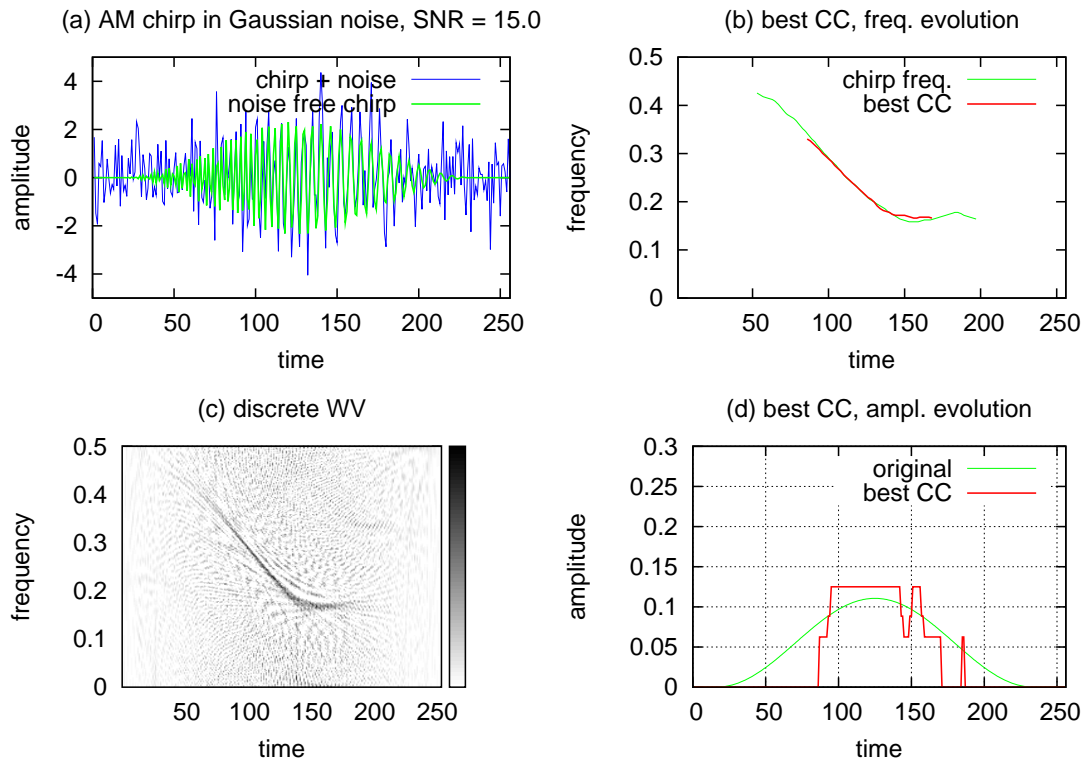 (a) AM chirp in Gaussian noise, SNR = 15.0
chirp + noise
noise free chirp
4
2
0
-2
-4
amplitude
0 50 100 150 200 250
time
(b) best CC, freq. evolution
chirp freq.
best CC
0.5
0.4
0.3
0.2
0.1
0
frequency
50 100 150 200 250
time
(c) discrete WV
0.5
0.4
0.3
0.2
0.1
0
frequency
50 100 150 200 250
time
(d) best CC, ampl. evolution
original
best CC
0.3
0.25
0.2
0.15
0.1
0.05
0
amplitude
0 50 100 150 200 250
time